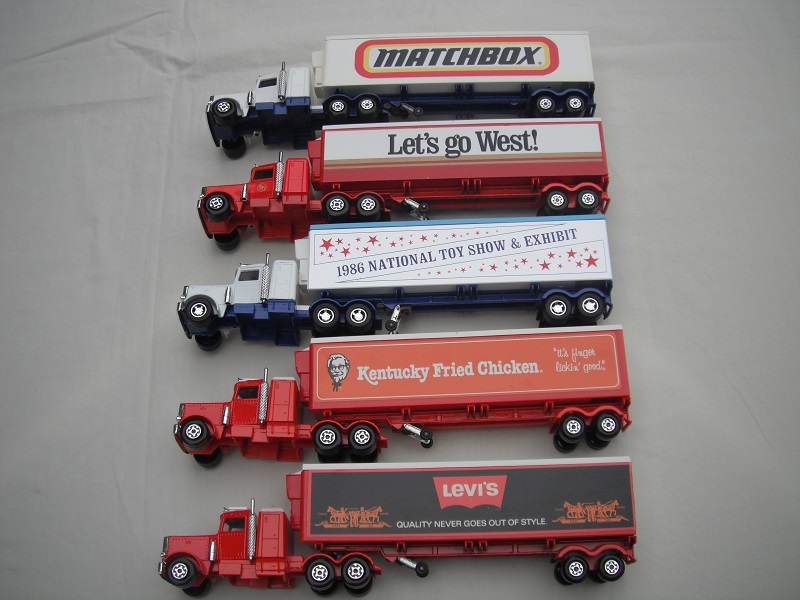 MATCHBOX
Let's go West!
1986 NATIONAL TOY SHOW & EXHIBIT
Kentucky Fried Chicken.
"it's finger
lickin' good"
LEVI'S
QUALITY NEVER GOES OUT OF STYLE.